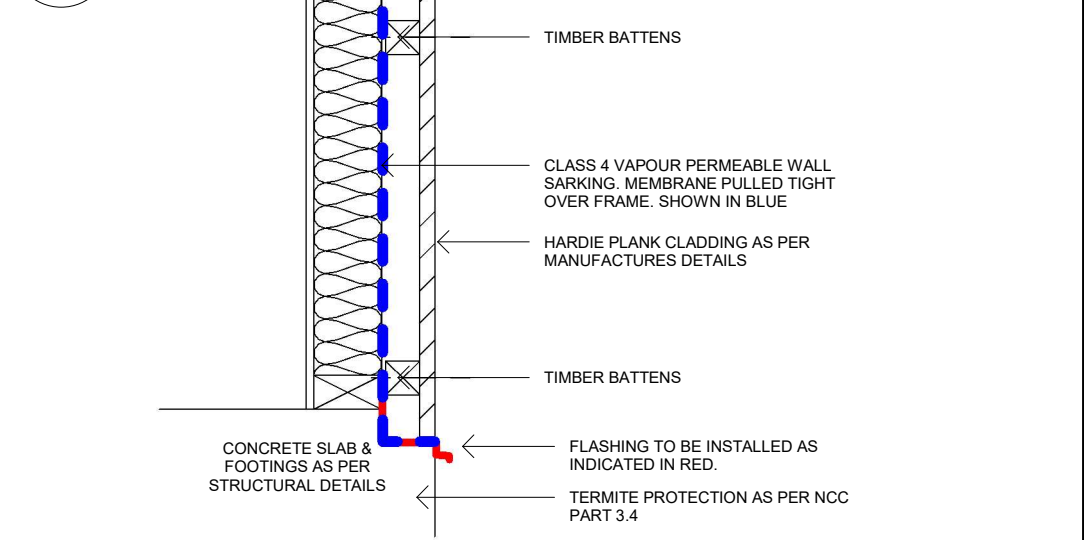 TIMBER BATTENS
CLASS 4 VAPOUR PERMEABLE WALL
SARKING. MEMBRANE PULLED TIGHT
OVER FRAME. SHOWN IN BLUE
HARDIE PLANK CLADDING AS PER
MANUFACTURES DETAILS
TIMBER BATTENS
CONCRETE SLAB &
FOOTINGS AS PER
STRUCTURAL DETAILS
FLASHING TO BE INSTALLED AS
INDICATED IN RED.
TERMITE PROTECTION AS PER NCC
PART 3.4